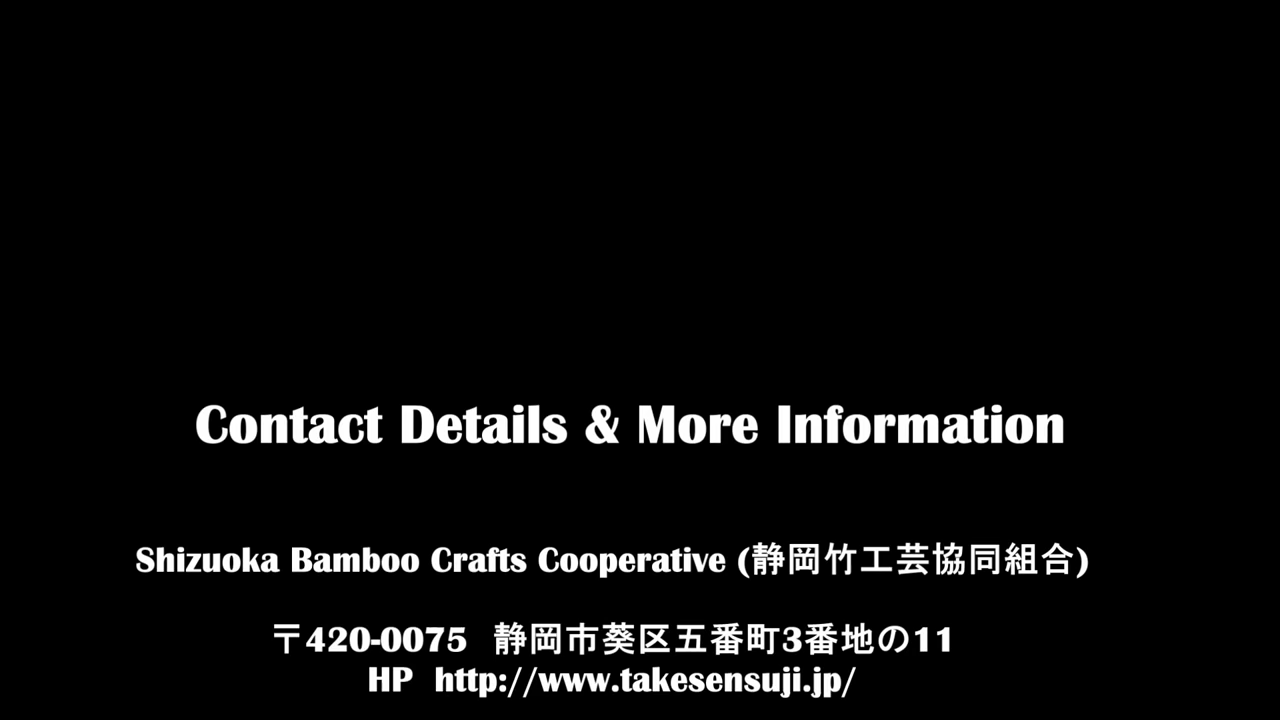 Contact Details & More Information
Shizuoka Bamboo Crafts Cooperative (静岡竹工芸協同組合)
〒420-0075 静岡市葵区五番町3番地の11
HP http://www.takesensuji.jp/